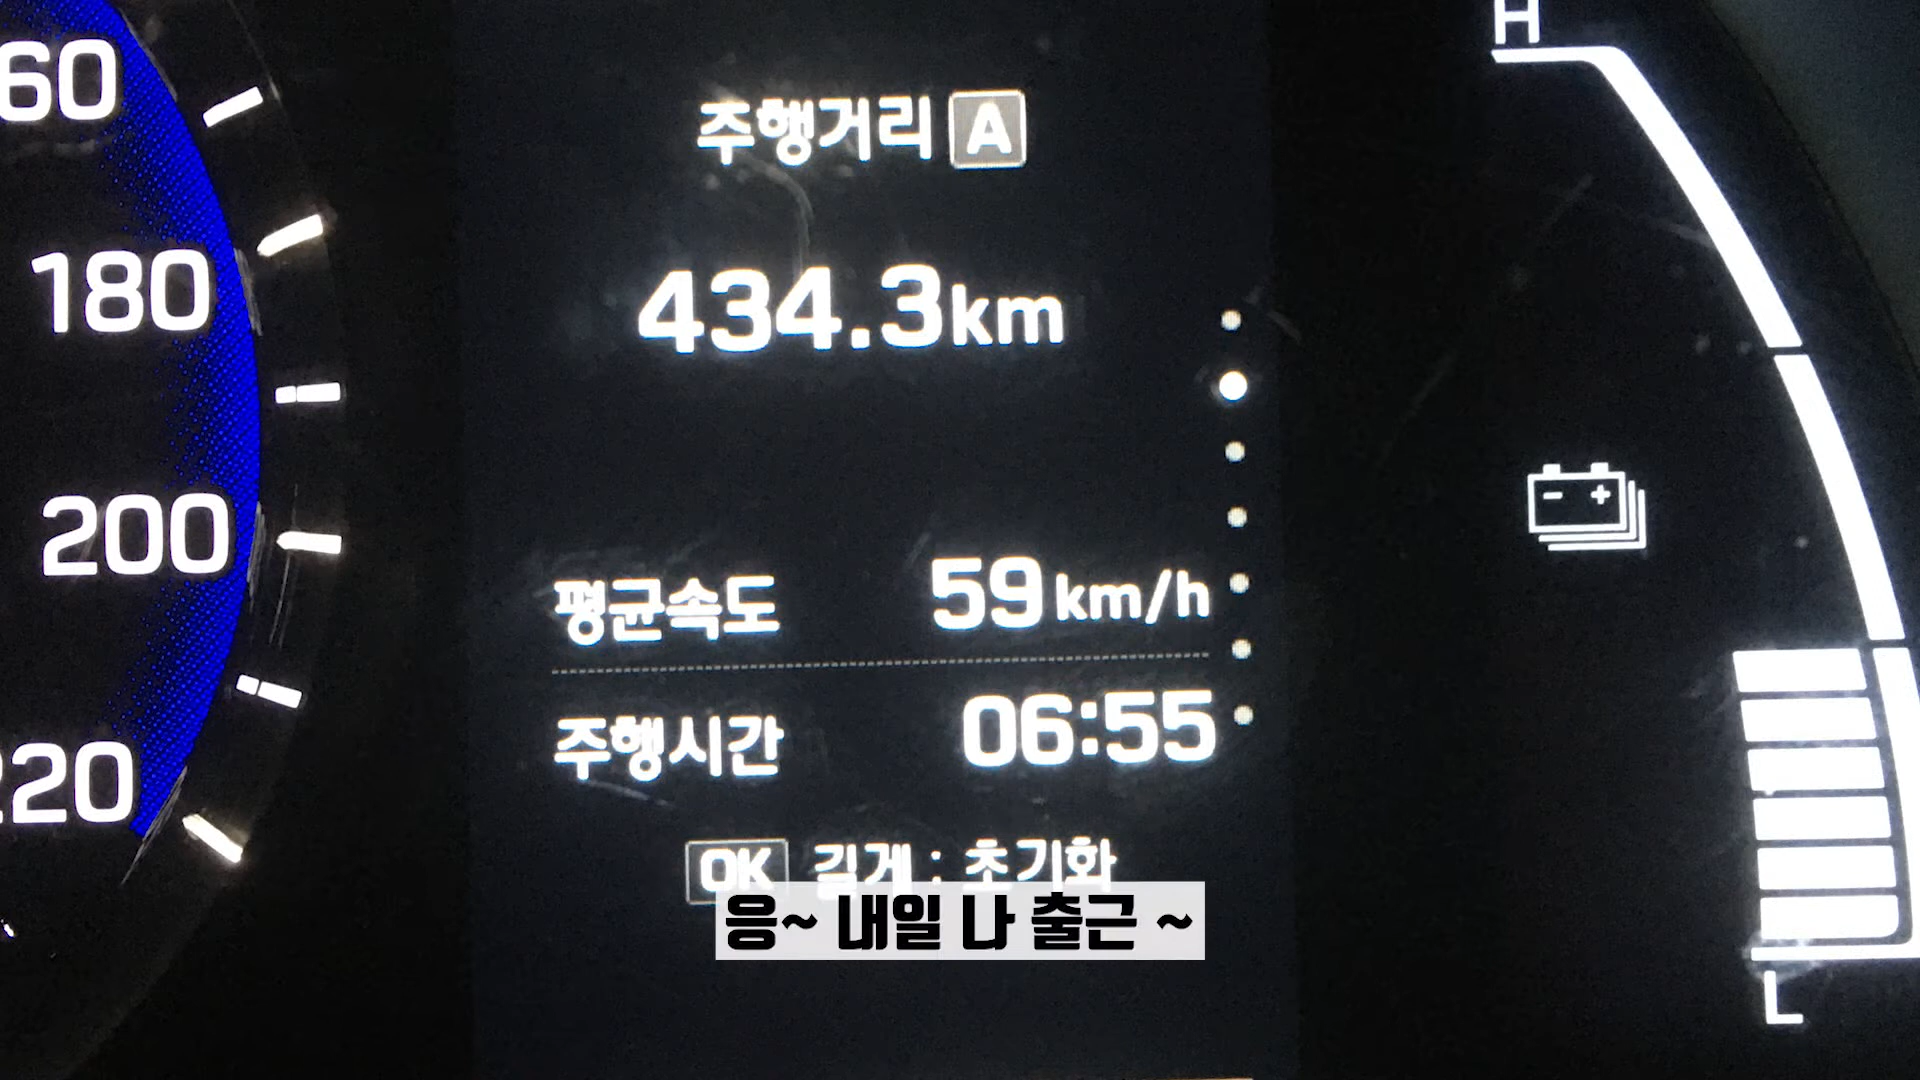 H
60
주행거리 A
180
434.3km
200
평균속도 59km/h
주행시간 06:55
220
OK 길게 : 초기화
응~ 내일 나 출근 ~
L